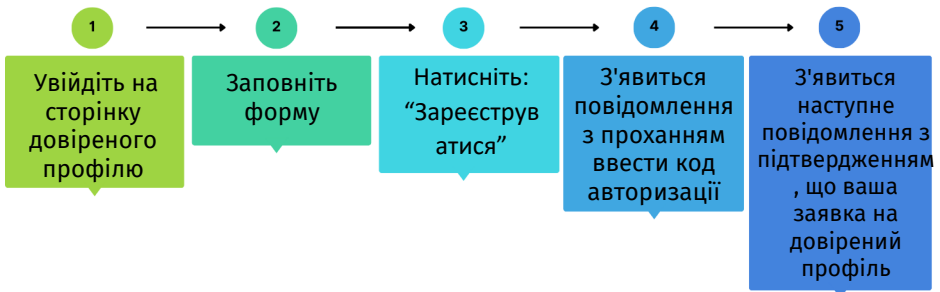 1
2
3
4
5
Увійдіть на
сторінку
довіреного
профілю
Заповніть
форму
Натисніть:
“Зареєструв
атися”
З'явиться
повідомлення
з проханням
ввести код
авторизації
З'явиться
наступне
повідомлення з
підтвердженням
, що ваша
заявка на
довірений
профіль